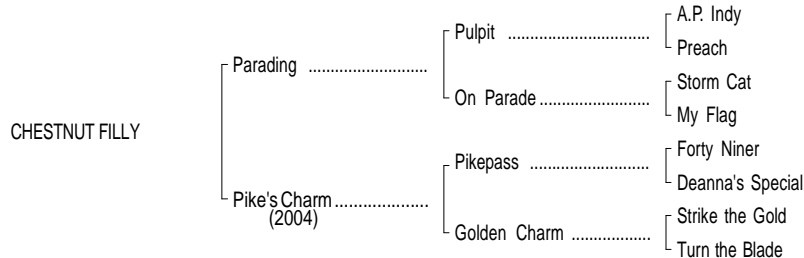 A.P. Indy
Pulpit ................................
Preach
Parading ...........................
Storm Cat
On Parade .........................
My Flag
CHESTNUT FILLY
Forty Niner
Pikepass ...........................
Deanna's Special
Pike's Charm .....................
(2004)
Strike the Gold
Golden Charm ..................
Turn the Blade